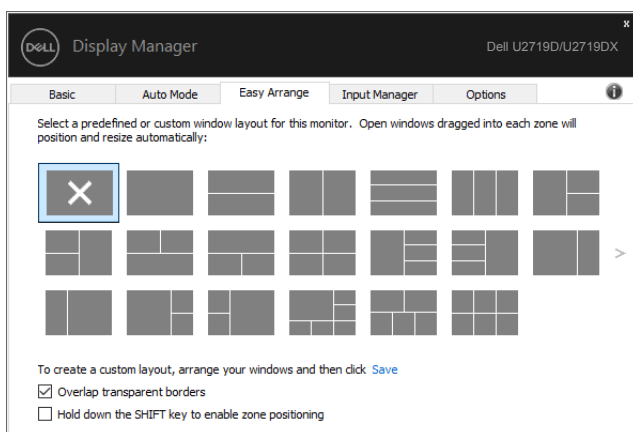 x
DELL Display Manager Dell U2719D/U2719DX
Basic Auto Mode Easy Arrange Input Manager Options
Select a predefined or custom window layout for this monitor. Open windows dragged into each zone will
position and resize automatically:
To create a custom layout, arrange your windows and then click Save
Overlap transparent borders
Hold down the SHIFT key to enable zone positioning